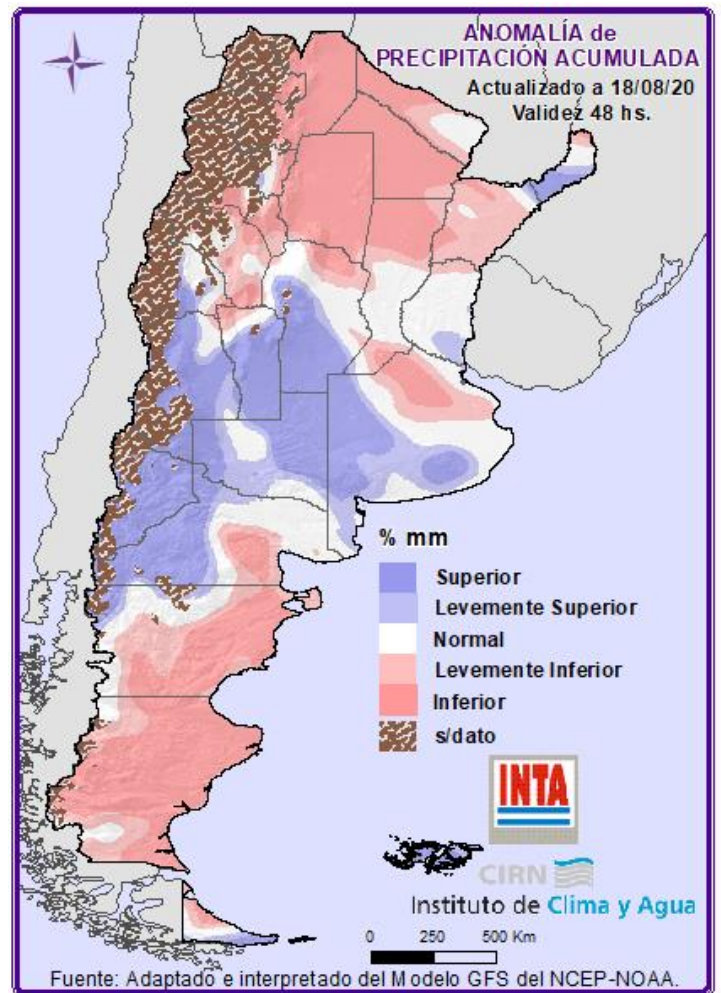 ANOMALÍA de
PRECIPITACIÓN ACUMULADA
Actualizado a 18/08/20
Validez 48 hs.
% mm
Superior
Levemente Superior
Normal
Levemente Inferior
Inferior
s/dato
INTA
CIRN
Instituto de Clima y Agua
0 250 500 Km
Fuente: Adaptado e interpretado del Modelo GFS del NCEP-NOAA.